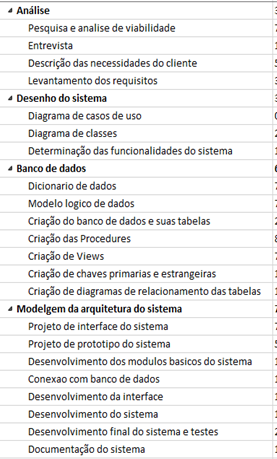 Análise
Pesquisa e analise de viabilidade
Entrevista
Descrição das necessidades do cliente
Levantamento dos requisitos
Desenho do sistema
Diagrama de casos de uso
Diagrama de classes
Determinação das funcionalidades do sistema
Banco de dados
Dicionario de dados
Modelo logico de dados
Criação do banco de dados e suas tabelas
Criação das Procedures
Criação de Views
Criação de chaves primarias e estrangeiras
Criação de diagramas de relacionamento das tabelas
Modelgem da arquitetura do sistema
Projeto de interface do sistema
Projeto de prototipo do sistema
Desenvolvimento dos modulos basicos do sistema
Conexao com banco de dados
Desenvolvimento da interface
Desenvolvimento do sistema
Desenvolvimento final do sistema e testes
Documentação do sistema